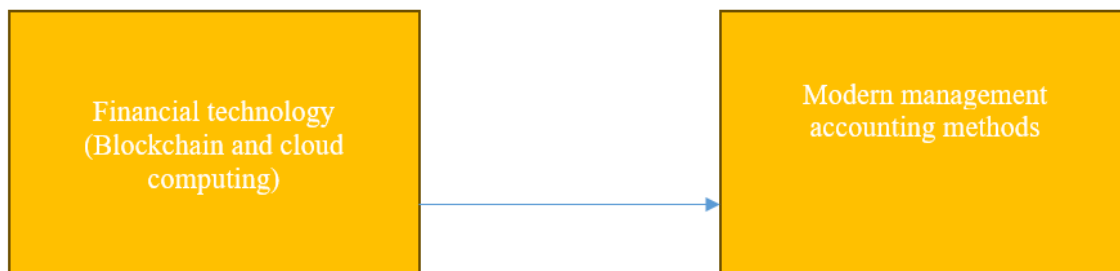 Financial technology
(Blockchain and cloud
computing)
Modern management
accounting methods